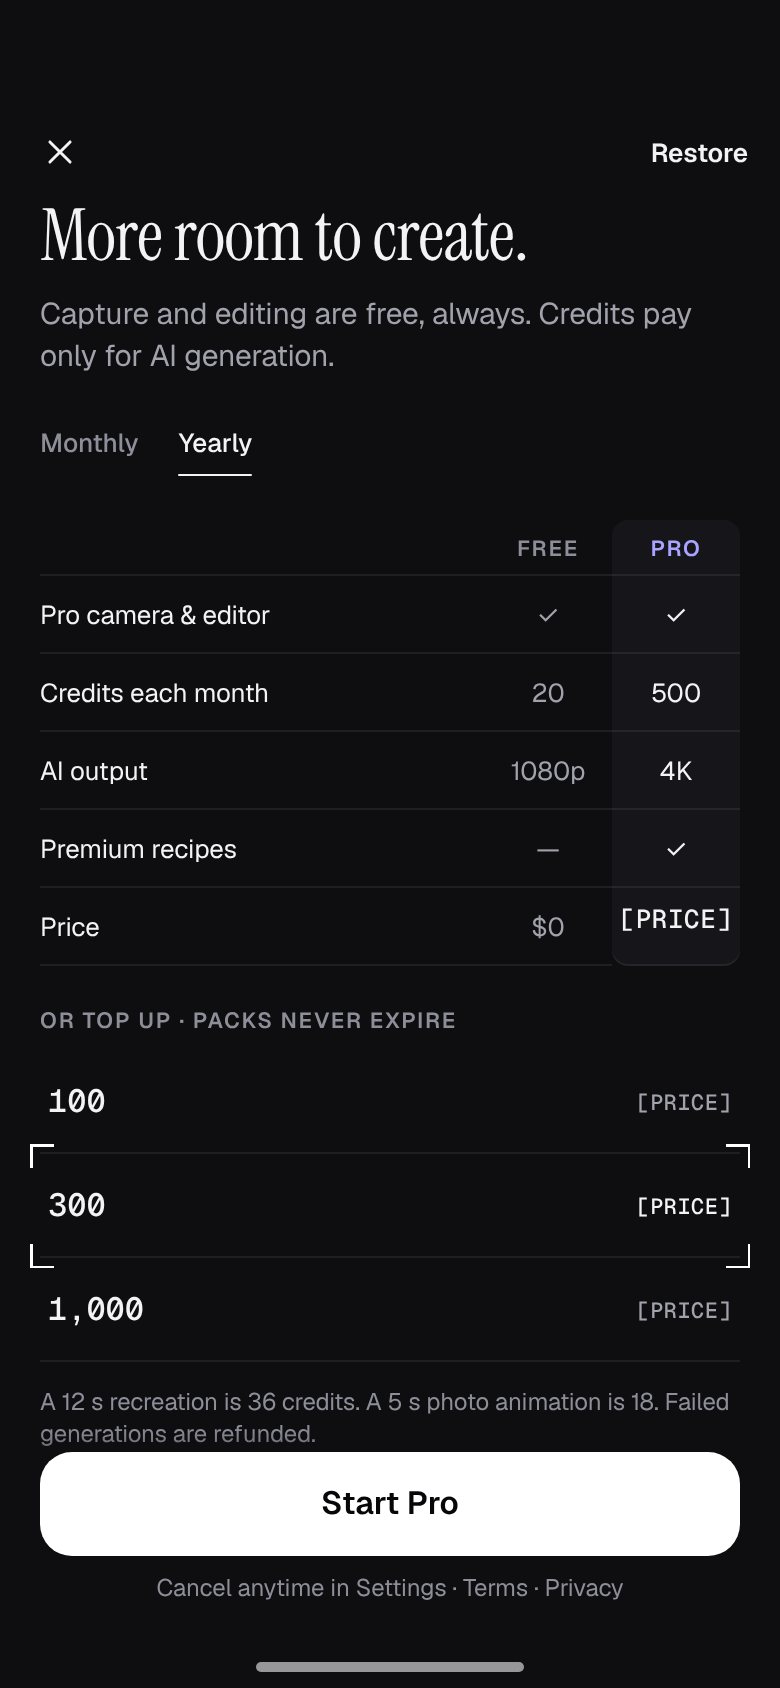 Restore
More room to create.
Capture and editing are free, always. Credits pay
only for AI generation.
Monthly Yearly
FREE PRO
Pro camera & editor ✓ ✓
Credits each month 20 500
AI output 1080p 4K
Premium recipes — ✓
Price $0 [PRICE]
OR TOP UP · PACKS NEVER EXPIRE
100 [PRICE]
300 [PRICE]
1,000 [PRICE]
A 12 s recreation is 36 credits. A 5 s photo animation is 18. Failed
generations are refunded.
Start Pro
Cancel anytime in Settings · Terms · Privacy